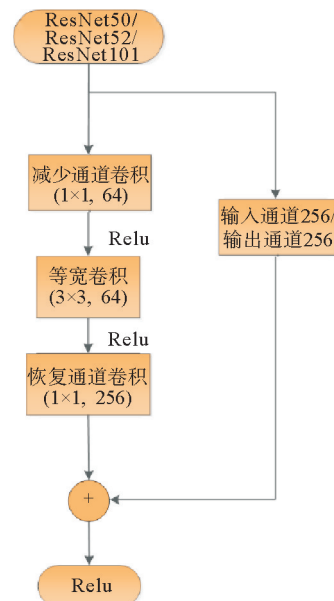 ResNet50/
ResNet52/
ResNet101
减少通道卷积
(1×1, 64)
Relu
等宽卷积
(3×3, 64)
Relu
恢复通道卷积
(1×1, 256)
输入通道256/
输出通道256
+
Relu